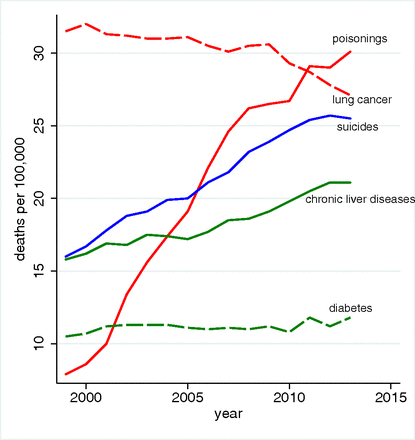 deaths per 100,000
30
25
20
15
10
poisonings
lung cancer
suicides
chronic liver diseases
diabetes
2000
2005
2010
2015
year